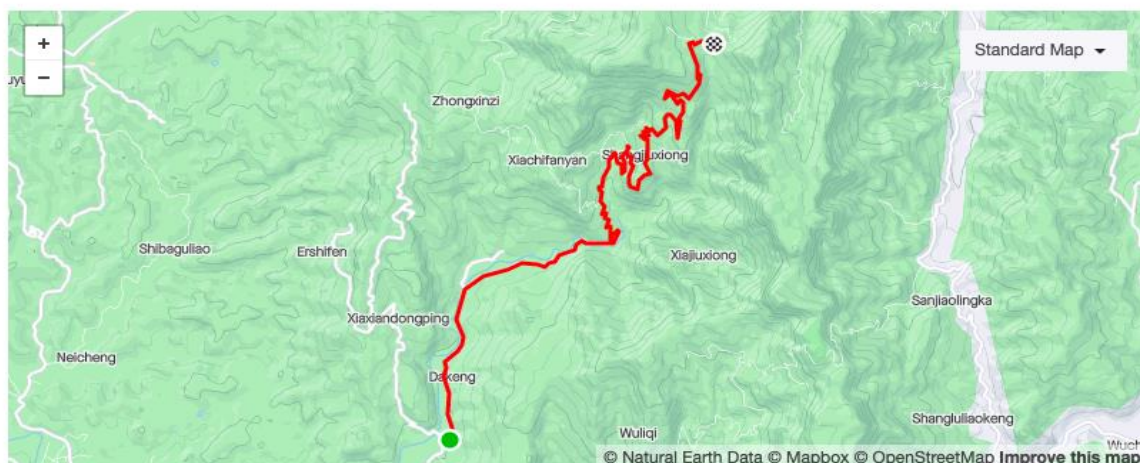 +
−
Standard Map
Zhongxinzi
Xiachifanyan
Shibaguliao
Ershifen
Xiajiuxiong
Sanjiaolingka
Xiaxiandongping
Neicheng
Dakeng
Shangluliaokeng
Wuliqi
Wuch
© Natural Earth Data © Mapbox © OpenStreetMap Improve this map